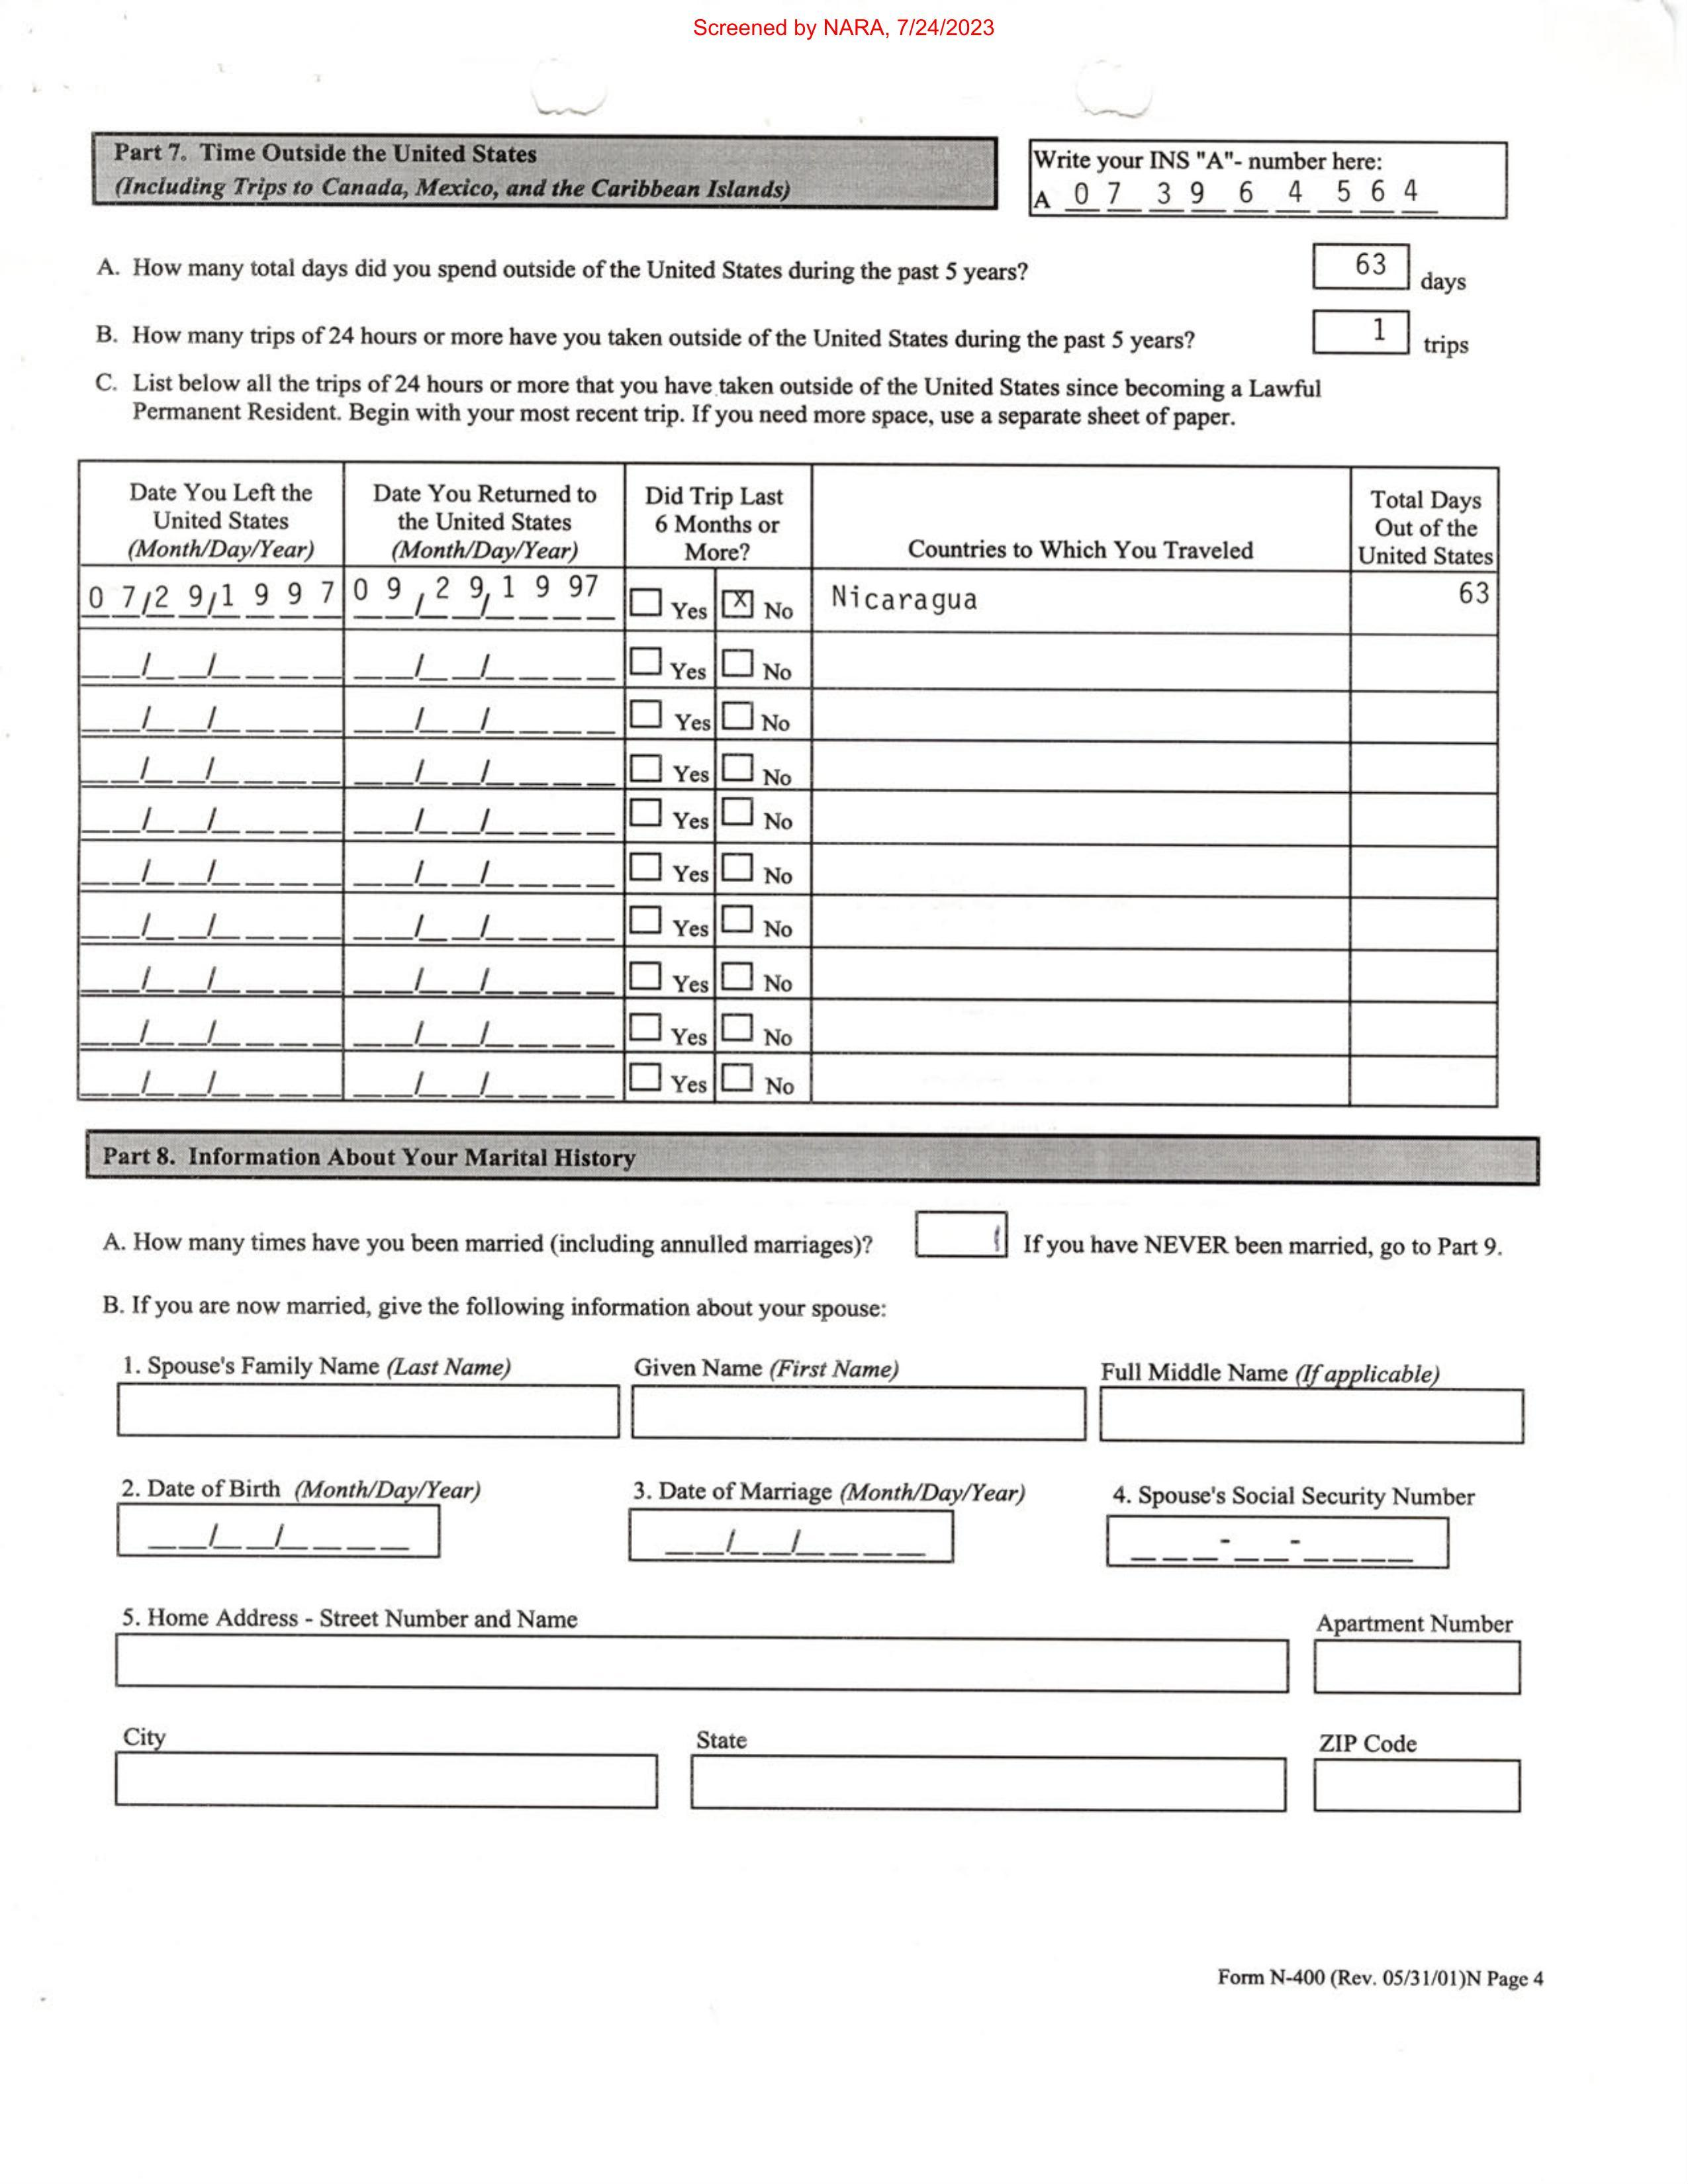 Screened by NARA, 7/24/2023
Part 7. Time Outside the United States
(Including Trips to Canada, Mexico, and the Caribbean Islands)
Write your INS "A"- number here:
A 0 7 3 9 6 4 5 6 4
A. How many total days did you spend outside of the United States during the past 5 years? 63 days
B. How many trips of 24 hours or more have you taken outside of the United States during the past 5 years? 1 trips
C. List below all the trips of 24 hours or more that you have taken outside of the United States since becoming a Lawful
Permanent Resident. Begin with your most recent trip. If you need more space, use a separate sheet of paper.
Date You Left the United States (Month/Day/Year)
Date You Returned to the United States (Month/Day/Year)
Did Trip Last 6 Months or More?
Countries to Which You Traveled
Total Days Out of the United States
0 7/2 9/1 9 9 7 0 9 / 2 9/ 1 9 97 Yes X No Nicaragua 63
__/__/____ __/__/____ Yes No
__/__/____ __/__/____ Yes No
__/__/____ __/__/____ Yes No
__/__/____ __/__/____ Yes No
__/__/____ __/__/____ Yes No
__/__/____ __/__/____ Yes No
__/__/____ __/__/____ Yes No
__/__/____ __/__/____ Yes No
__/__/____ __/__/____ Yes No
Part 8. Information About Your Marital History
A. How many times have you been married (including annulled marriages)? 1 If you have NEVER been married, go to Part 9.
B. If you are now married, give the following information about your spouse:
1. Spouse's Family Name (Last Name) Given Name (First Name) Full Middle Name (If applicable)
2. Date of Birth (Month/Day/Year) 3. Date of Marriage (Month/Day/Year) 4. Spouse's Social Security Number
__/__/____ __/__/____ ___-__-____
5. Home Address - Street Number and Name Apartment Number
City State ZIP Code
Form N-400 (Rev. 05/31/01)N Page 4